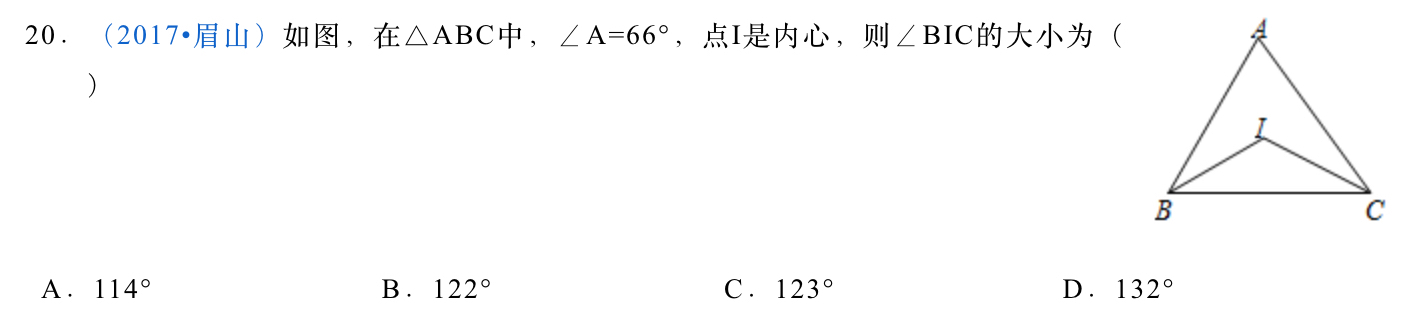 20．（2017•眉山）如图，在△ABC中，∠A=66°，点I是内心，则∠BIC的大小为（
）
A
I
B
C
A．114°
B．122°
C．123°
D．132°